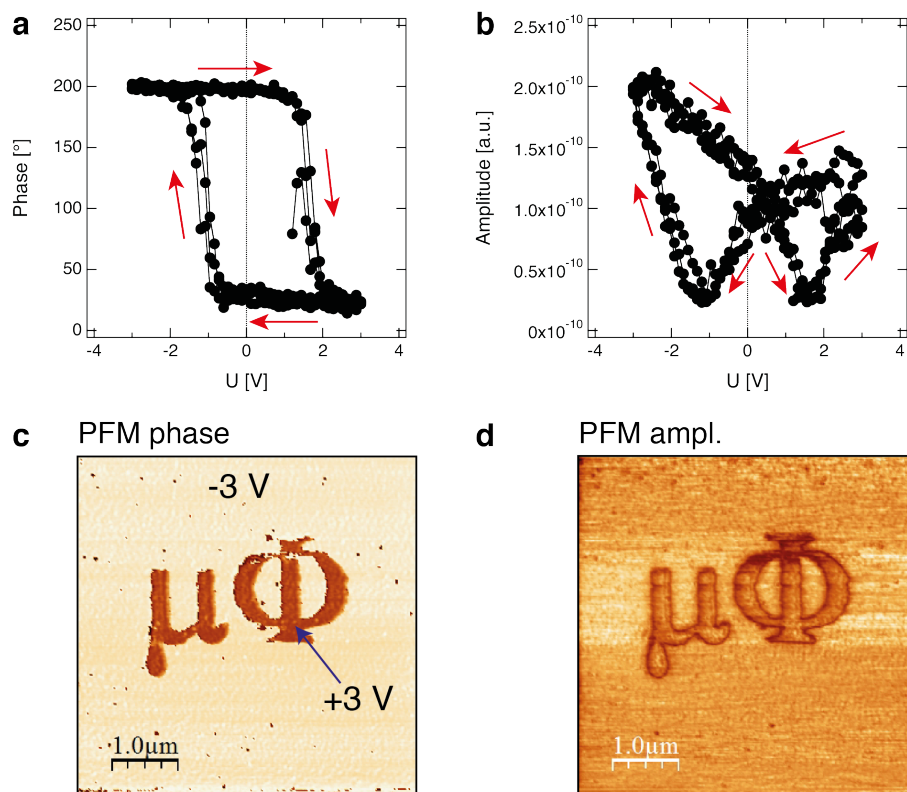 a
250
200
150
100
50
0
Phase [°]
-4
-2
0
2
4
U [V]
b
2.5x10⁻¹⁰
2.0x10⁻¹⁰
1.5x10⁻¹⁰
1.0x10⁻¹⁰
0.5x10⁻¹⁰
0x10⁻¹⁰
Amplitude [a.u.]
-4
-2
0
2
4
U [V]
c PFM phase
-3 V
μΦ
+3 V
1.0μm
d PFM ampl.
μΦ
1.0μm